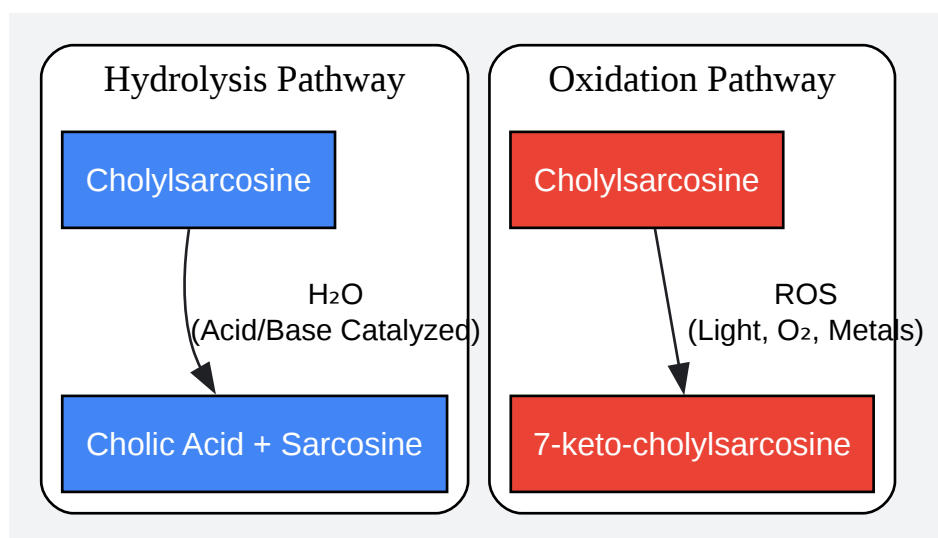 Hydrolysis Pathway
Cholylsarcosine
H₂O
(Acid/Base Catalyzed)
Cholic Acid + Sarcosine
Oxidation Pathway
Cholylsarcosine
ROS
(Light, O₂, Metals)
7-keto-cholylsarcosine